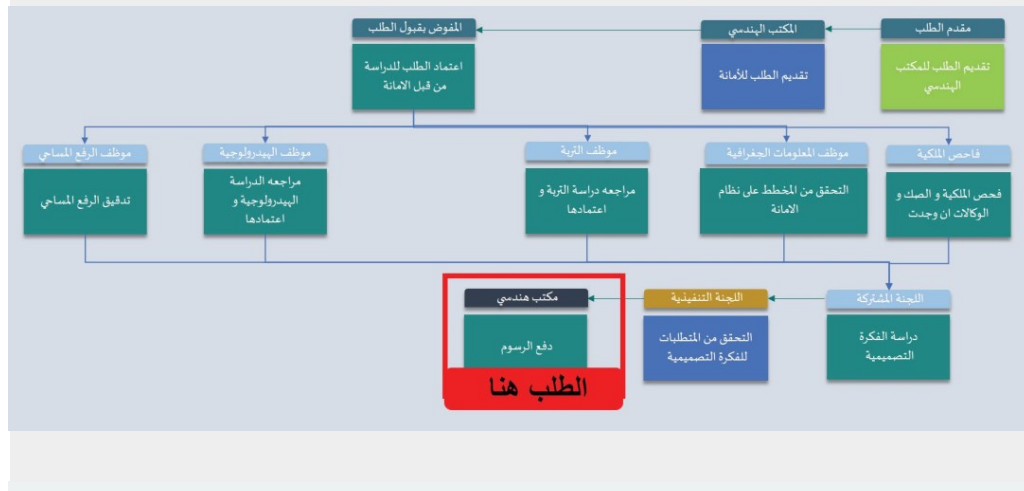 مقدم الطلب
تقديم الطلب للمكتب
الهندسي
المكتب الهندسي
تقديم الطلب للأمانة
المفوض بقبول الطلب
اعتماد الطلب للدراسة
من قبل الامانة
فاحص الملكية
فحص الملكية و الصك و
الوكالات ان وجدت
موظف المعلومات الجغرافية
التحقق من المخطط على نظام
الامانة
موظف التربة
مراجعه دراسة التربة و
اعتمادها
موظف الهيدرولوجية
مراجعه الدراسة
الهيدرولوجية و
اعتمادها
موظف الرفع المساحي
تدقيق الرفع المساحي
اللجنة المشتركة
دراسة الفكرة
التصميمية
اللجنة التنفيذية
التحقق من المتطلبات
للفكرة التصميمية
مكتب هندسي
دفع الرسوم
الطلب هنا